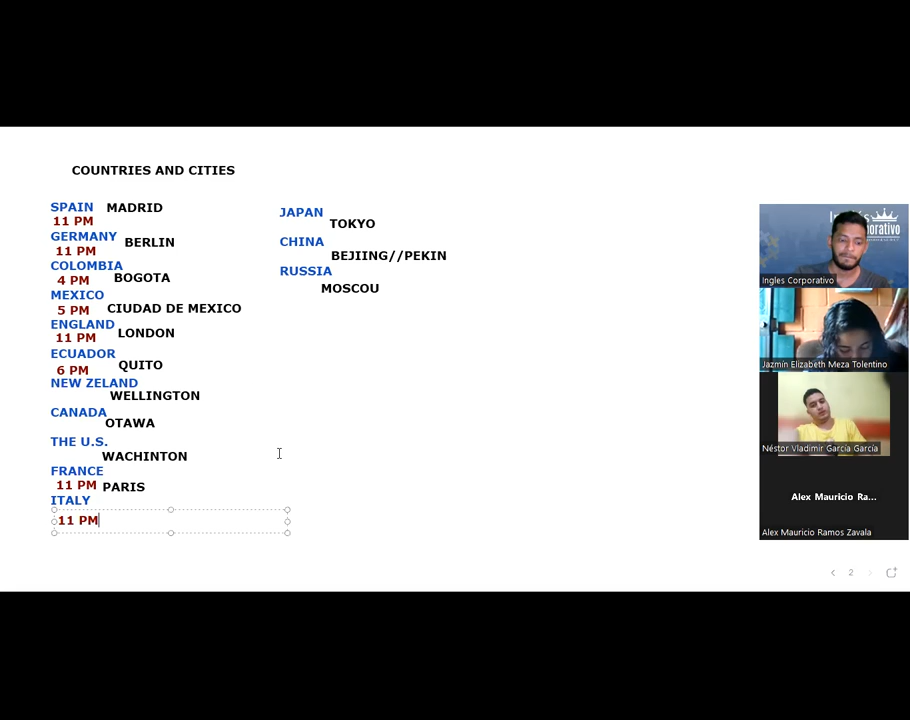 COUNTRIES AND CITIES
SPAIN MADRID
11 PM
GERMANY BERLIN
11 PM
COLOMBIA
4 PM BOGOTA
MEXICO
5 PM CIUDAD DE MEXICO
ENGLAND LONDON
11 PM
ECUADOR
6 PM QUITO
NEW ZELAND
WELLINGTON
CANADA
OTAWA
THE U.S.
WACHINTON
FRANCE
11 PM PARIS
ITALY
11 PM
JAPAN
TOKYO
CHINA
BEJIING//PEKIN
RUSSIA
MOSCOU
Ingles Corporativo
Jazmín Elizabeth Meza Tolentino
Néstor Vladimir García García
Alex Mauricio Ra...
Alex Mauricio Ramos Zavala
2